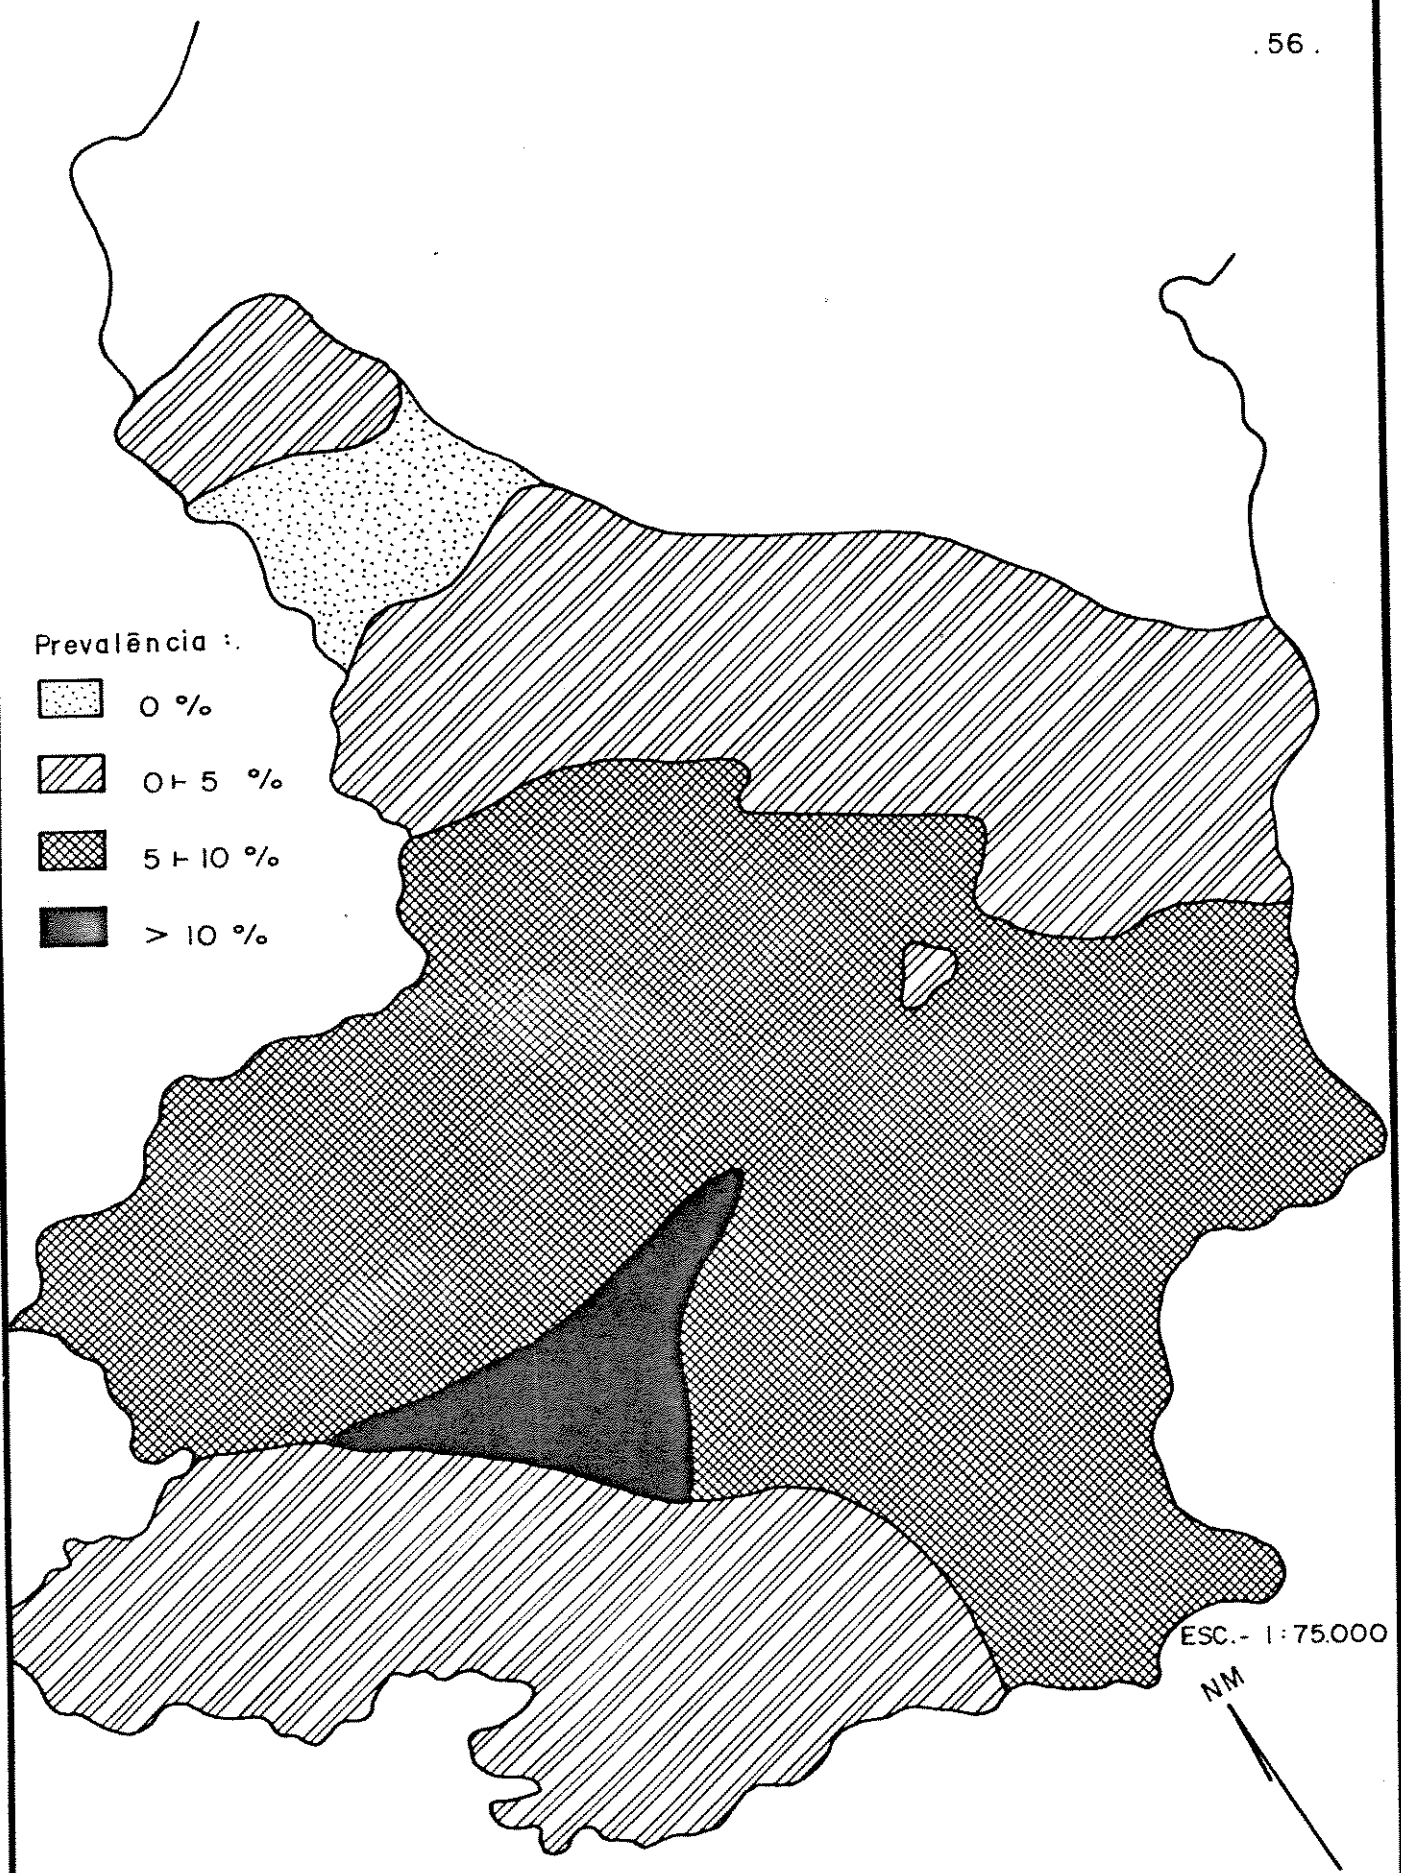 .56.
Prevalência :.
0 %
0 ⊢ 5 %
5 ⊢ 10 %
> 10 %
ESC.- 1:75.000
NM